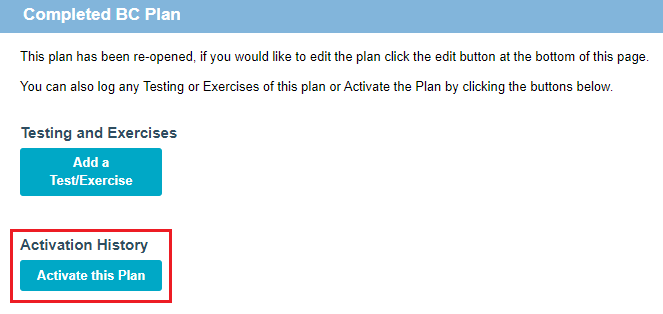 Completed BC Plan
This plan has been re-opened, if you would like to edit the plan click the edit button at the bottom of this page.
You can also log any Testing or Exercises of this plan or Activate the Plan by clicking the buttons below.
Testing and Exercises
Add a
Test/Exercise
Activation History
Activate this Plan